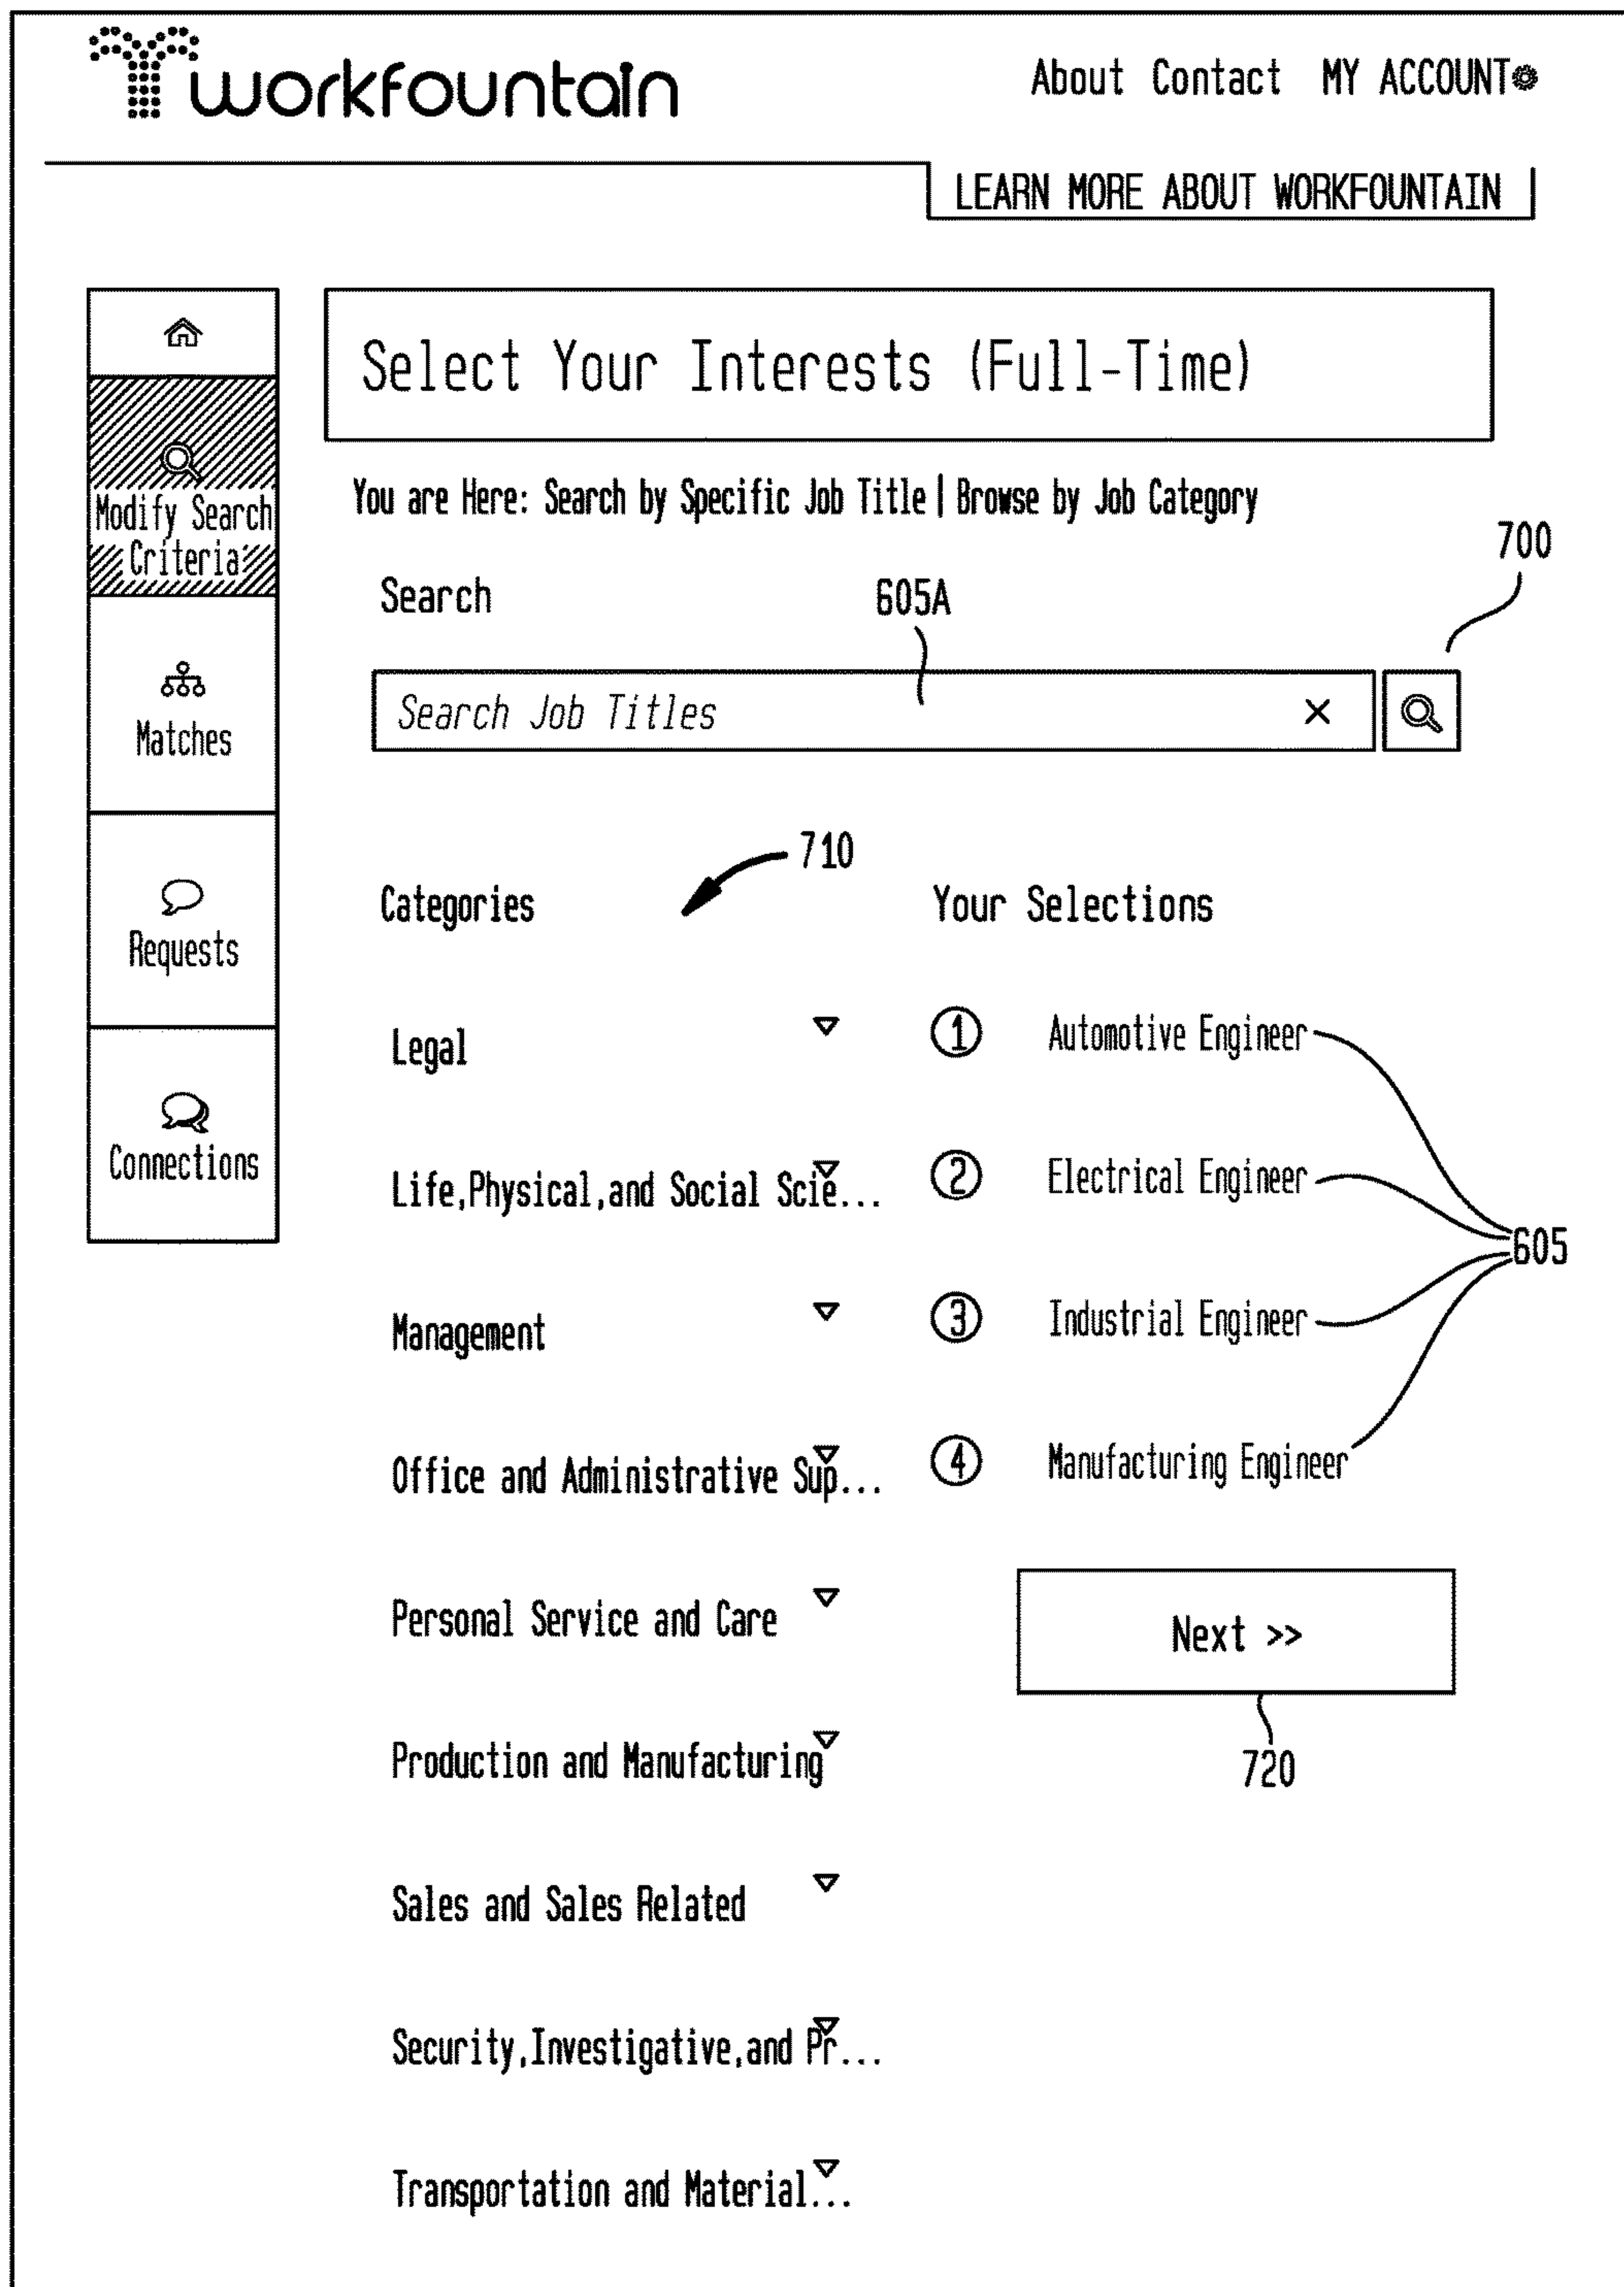 workfountain
About Contact MY ACCOUNT
LEARN MORE ABOUT WORKFOUNTAIN
Select Your Interests (Full-Time)
Modify Search
Criteria
Matches
Requests
Connections
You are Here: Search by Specific Job Title | Browse by Job Category
700
Search
605A
Search Job Titles ×
710
Categories
Legal
Life,Physical,and Social Scie...
Management
Office and Administrative Sup...
Personal Service and Care
Production and Manufacturing
Sales and Sales Related
Security,Investigative,and Pr...
Transportation and Material...
Your Selections
1 Automotive Engineer
2 Electrical Engineer
3 Industrial Engineer
4 Manufacturing Engineer
605
Next >>
720